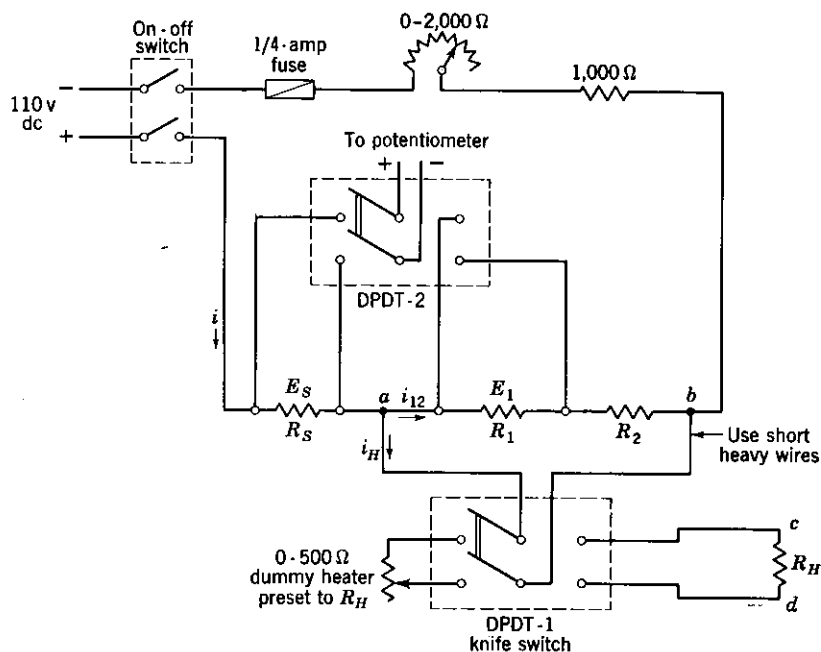 On-off
switch
1/4-amp
fuse
0-2,000 Ω
1,000 Ω
−
110 v
dc
+
To potentiometer
+ −
DPDT-2
i
E_S
R_S
a
i_12
E_1
R_1
R_2
b
i_H
Use short
heavy wires
0-500 Ω
dummy heater
preset to R_H
c
R_H
d
DPDT-1
knife switch